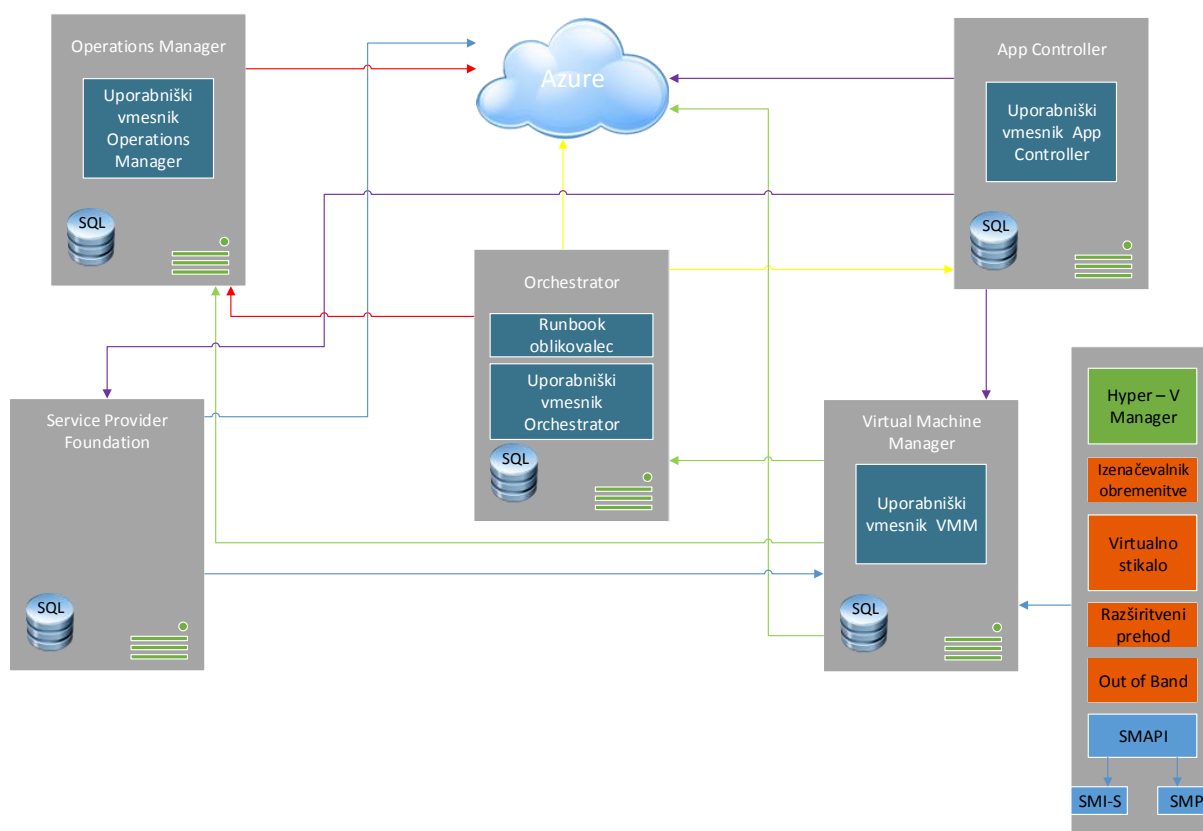 Operations Manager
Uporabniški
vmesnik
Operations
Manager
SQL
Azure
App Controller
Uporabniški
vmesnik App
Controller
SQL
Orchestrator
Runbook
oblikovalec
Uporabniški
vmesnik
Orchestrator
SQL
Service Provider
Foundation
SQL
Virtual Machine
Manager
Uporabniški
vmesnik VMM
SQL
Hyper – V
Manager
Izenačevalnik
obremenitve
Virtualno
stikalo
Razširitveni
prehod
Out of Band
SMAPI
SMI-S
SMP